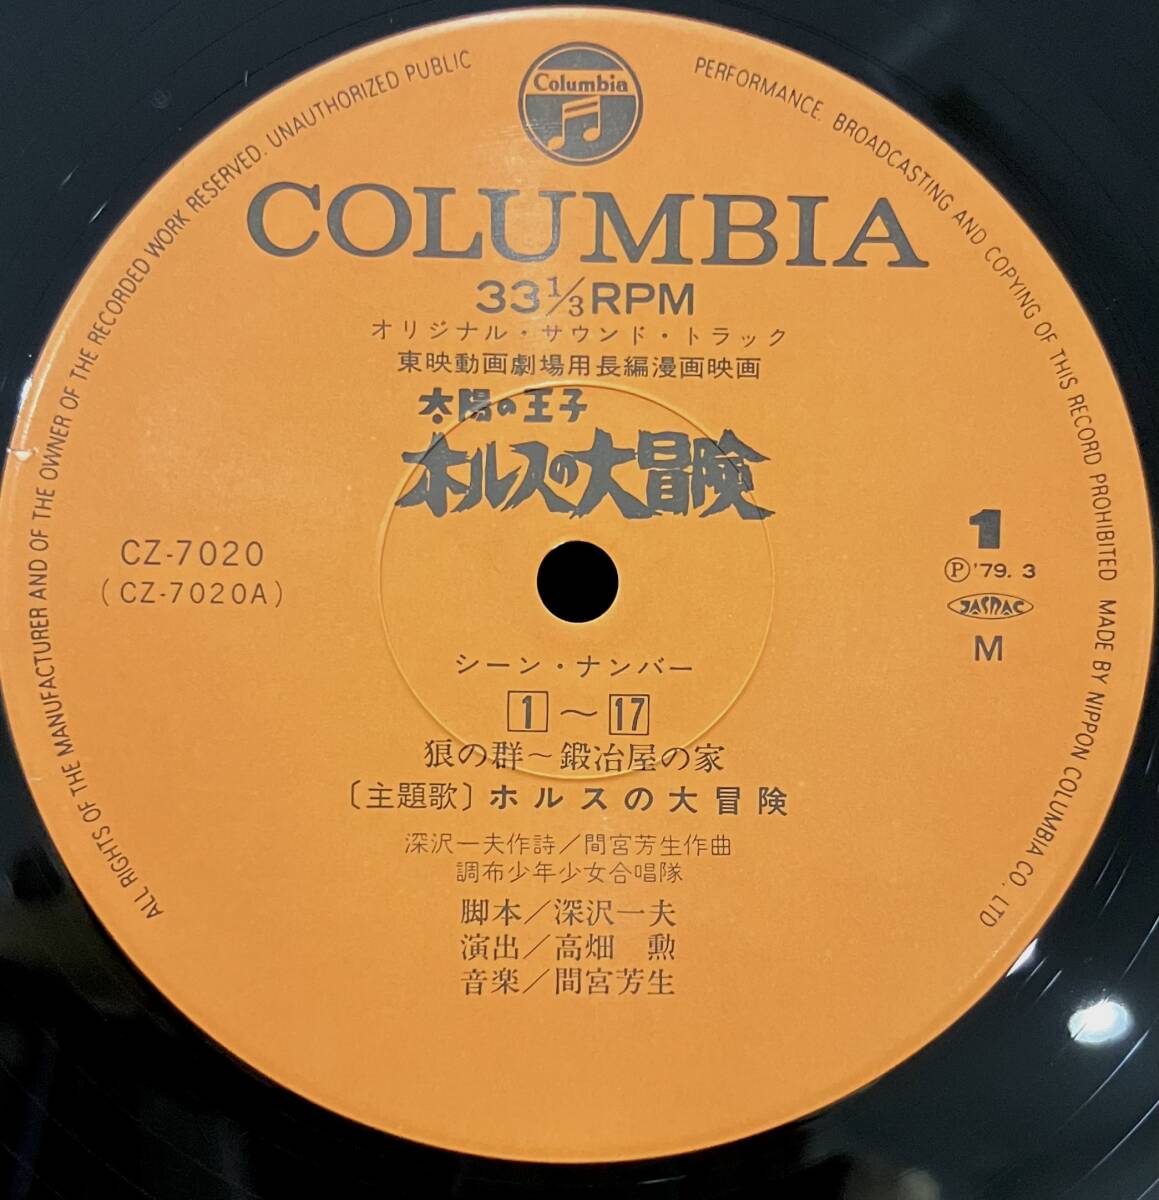 Columbia
COLUMBIA
33 1/3 RPM
オリジナル・サウンド・トラック
東映動画劇場用長編漫画映画
太陽の王子
ホルスの大冒険
CZ-7020
(CZ-7020A)
1
Ⓟ'79. 3
JASRAC
M
シーン・ナンバー
1～17
狼の群～鍛冶屋の家
〔主題歌〕ホルスの大冒険
深沢一夫作詩／間宮芳生作曲
調布少年少女合唱隊
脚本／深沢一夫
演出／高畑 勲
音楽／間宮芳生
ALL RIGHTS OF THE MANUFACTURER AND OF THE OWNER OF THE RECORDED WORK RESERVED. UNAUTHORIZED PUBLIC PERFORMANCE. BROADCASTING AND COPYING OF THIS RECORD PROHIBITED MADE BY NIPPON COLUMBIA CO. LTD